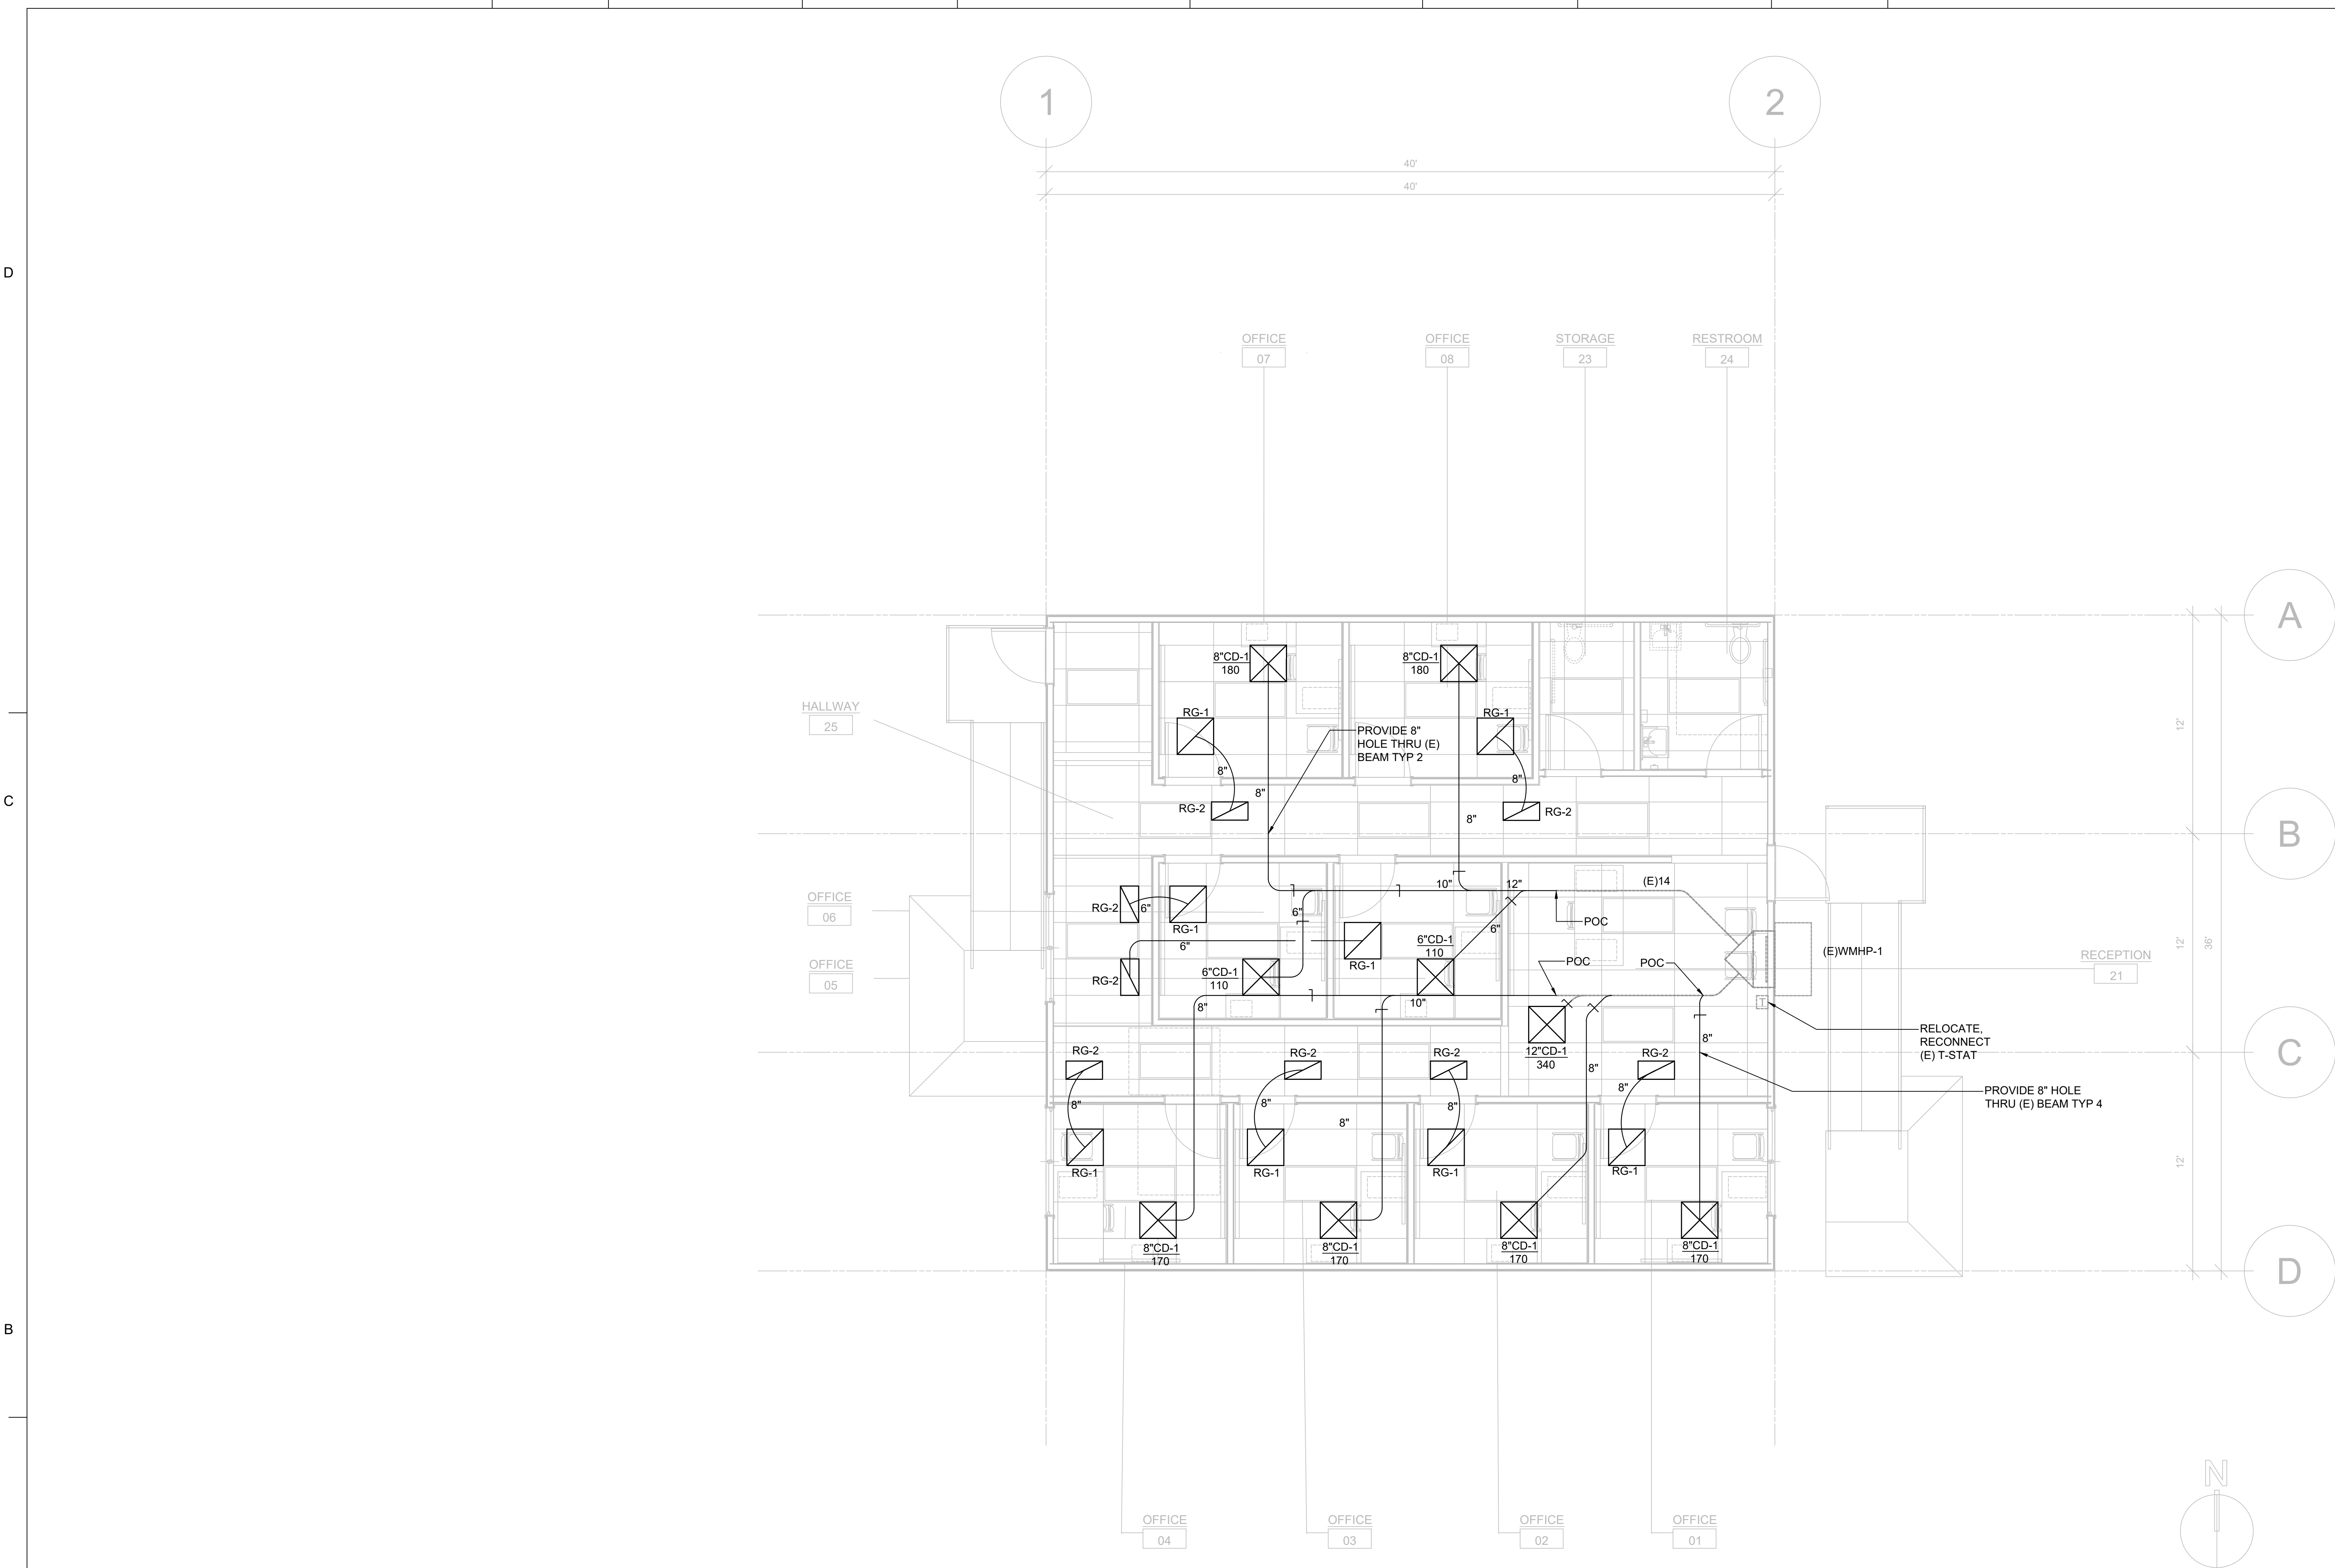 1
2
40'
40'
D
OFFICE
07
OFFICE
08
STORAGE
23
RESTROOM
24
A
8"CD-1
180
8"CD-1
180
HALLWAY
25
RG-1
RG-1
12'
PROVIDE 8"
HOLE THRU (E)
BEAM TYP 2
8"
8"
8"
C
RG-2
RG-2
8"
B
OFFICE
06
RG-2
6"
RG-1
6"
10"
12"
(E)14
POC
6"
6"
6"CD-1
110
RG-1
12'
36'
(E)WMHP-1
RECEPTION
21
OFFICE
05
RG-2
6"CD-1
110
POC
POC
8"
10"
T
RELOCATE,
RECONNECT
(E) T-STAT
8"
RG-2
RG-2
RG-2
12"CD-1
340
RG-2
8"
C
8"
8"
8"
8"
8"
PROVIDE 8" HOLE
THRU (E) BEAM TYP 4
RG-1
RG-1
RG-1
RG-1
12'
8"CD-1
170
8"CD-1
170
8"CD-1
170
8"CD-1
170
D
B
N
OFFICE
04
OFFICE
03
OFFICE
02
OFFICE
01